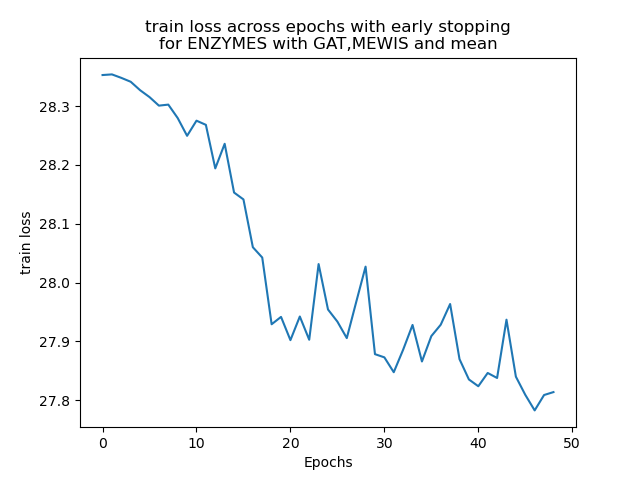 train loss across epochs with early stopping
for ENZYMES with GAT,MEWIS and mean
28.3
28.2
28.1
28.0
27.9
27.8
train loss
0 10 20 30 40 50
Epochs